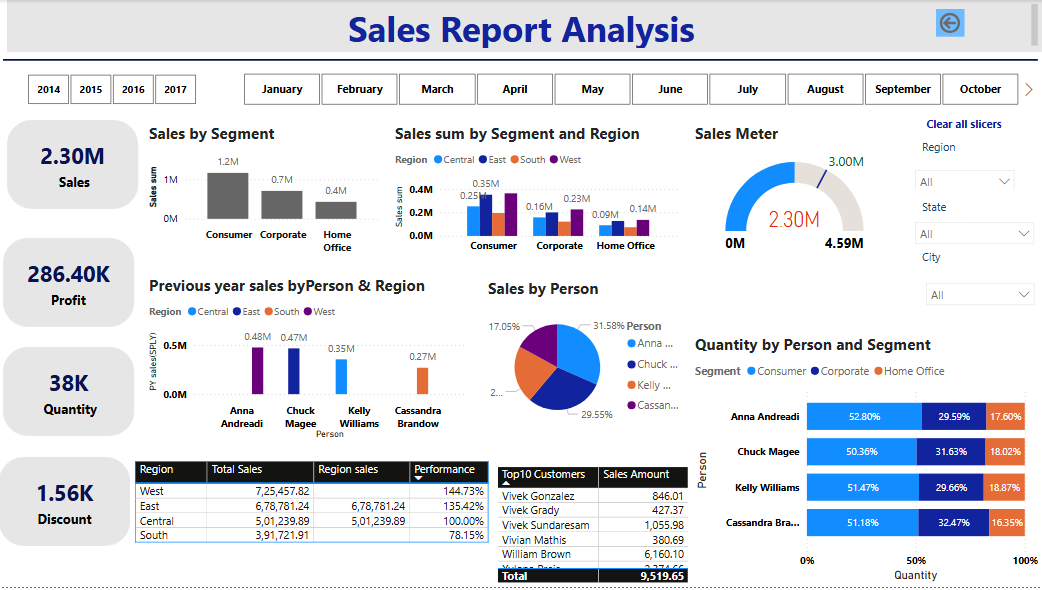 Sales Report Analysis
2014 2015 2016 2017 January February March April May June July August September October
2.30M
Sales
286.40K
Profit
38K
Quantity
1.56K
Discount
Sales by Segment
Sales sum
1M
0M
1.2M
0.7M
0.4M
Consumer Corporate Home
Office
Sales sum by Segment and Region
Region Central East South West
Sales sum
0.4M
0.2M
0.0M
0.25M
0.35M
0.16M
0.23M
0.09M
0.14M
Consumer Corporate Home Office
Sales Meter
3.00M
2.30M
0M 4.59M
Clear all slicers
Region
All
State
All
City
All
Previous year sales byPerson & Region
Region Central East South West
PY sales(SPLY)
0.5M
0.0M
0.48M 0.47M 0.35M 0.27M
Anna Chuck Kelly Cassandra
Andreadi Magee Williams Brandow
Person
Sales by Person
17.05%
31.58%
2...
29.55%
Person
Anna ...
Chuck ...
Kelly ...
Cassan...
Quantity by Person and Segment
Segment Consumer Corporate Home Office
Person
Anna Andreadi 52.80% 29.59% 17.60%
Chuck Magee 50.36% 31.63% 18.02%
Kelly Williams 51.47% 29.66% 18.87%
Cassandra Bra... 51.18% 32.47% 16.35%
0% 50% 100%
Quantity
Region Total Sales Region sales Performance
West 7,25,457.82 144.73%
East 6,78,781.24 6,78,781.24 135.42%
Central 5,01,239.89 5,01,239.89 100.00%
South 3,91,721.91 78.15%
Top10 Customers Sales Amount
Vivek Gonzalez 846.01
Vivek Grady 427.37
Vivek Sundaresam 1,055.98
Vivian Mathis 380.69
William Brown 6,160.10
Total 9,519.65